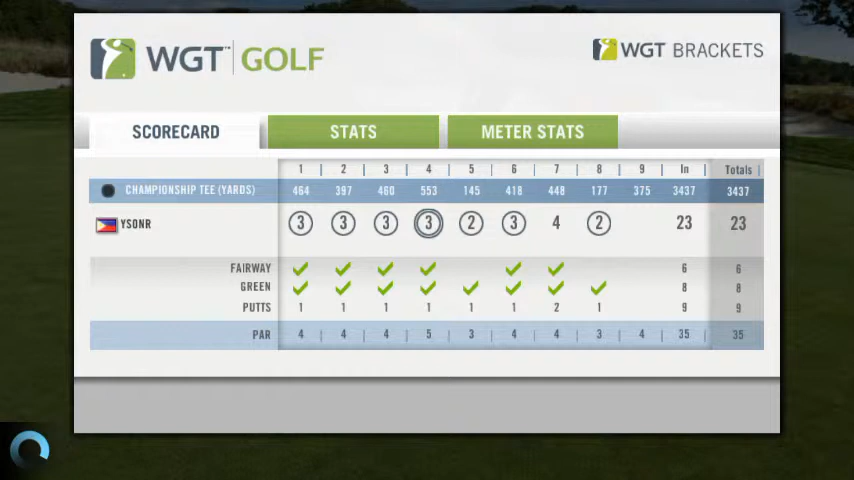 WGT™ GOLF
WGT BRACKETS
SCORECARD STATS METER STATS
1 2 3 4 5 6 7 8 9 In Totals
CHAMPIONSHIP TEE (YARDS) 464 397 460 553 145 418 448 177 375 3437 3437
YSONR 3 3 3 3 2 3 4 2 23 23
FAIRWAY 6 6
GREEN 8 8
PUTTS 1 1 1 1 1 1 2 1 9 9
PAR 4 4 4 5 3 4 4 3 4 35 35